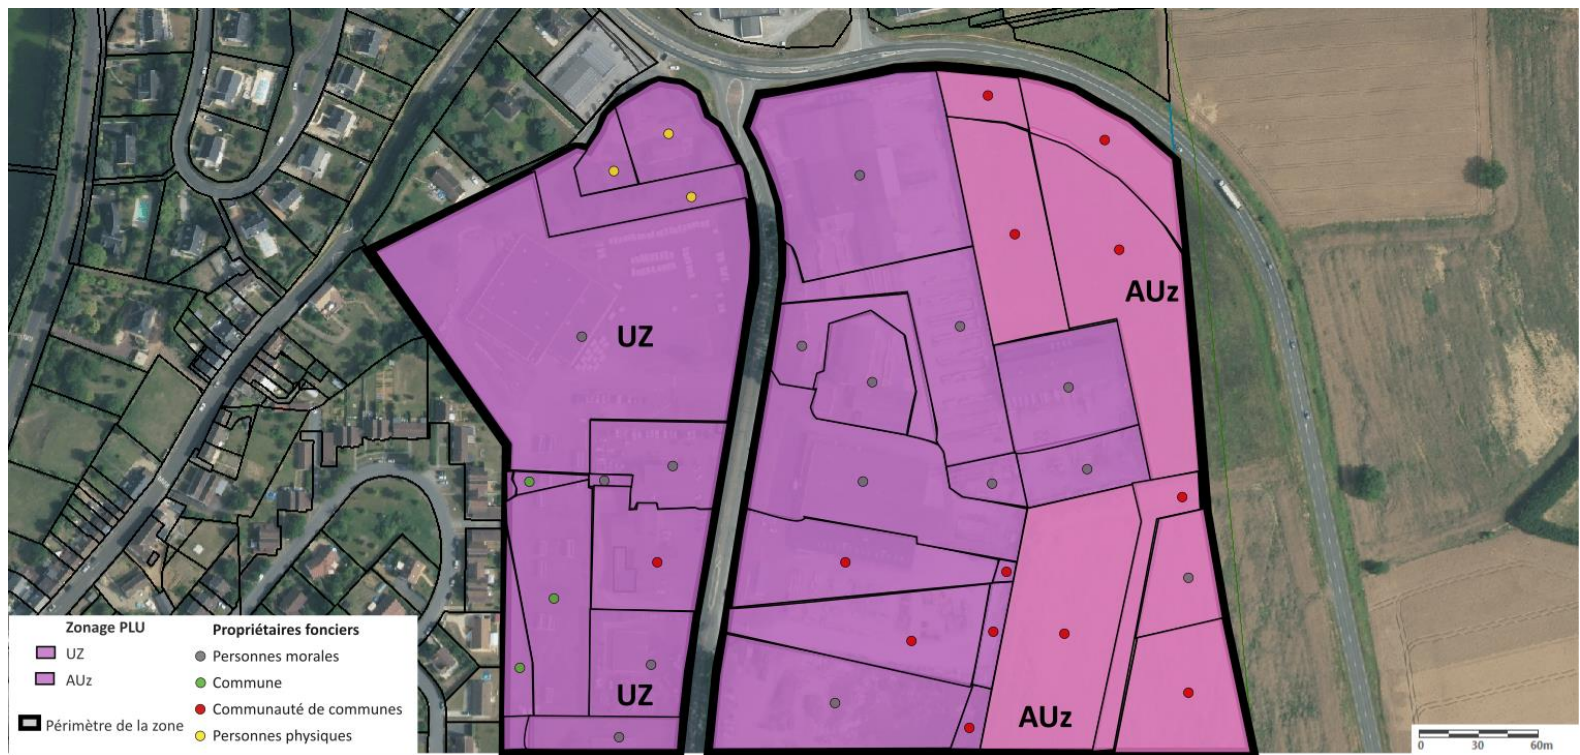 UZ
AUz
UZ
AUz
Zonage PLU
UZ
AUz
Périmètre de la zone
Propriétaires fonciers
Personnes morales
Commune
Communauté de communes
Personnes physiques
0 30 60m